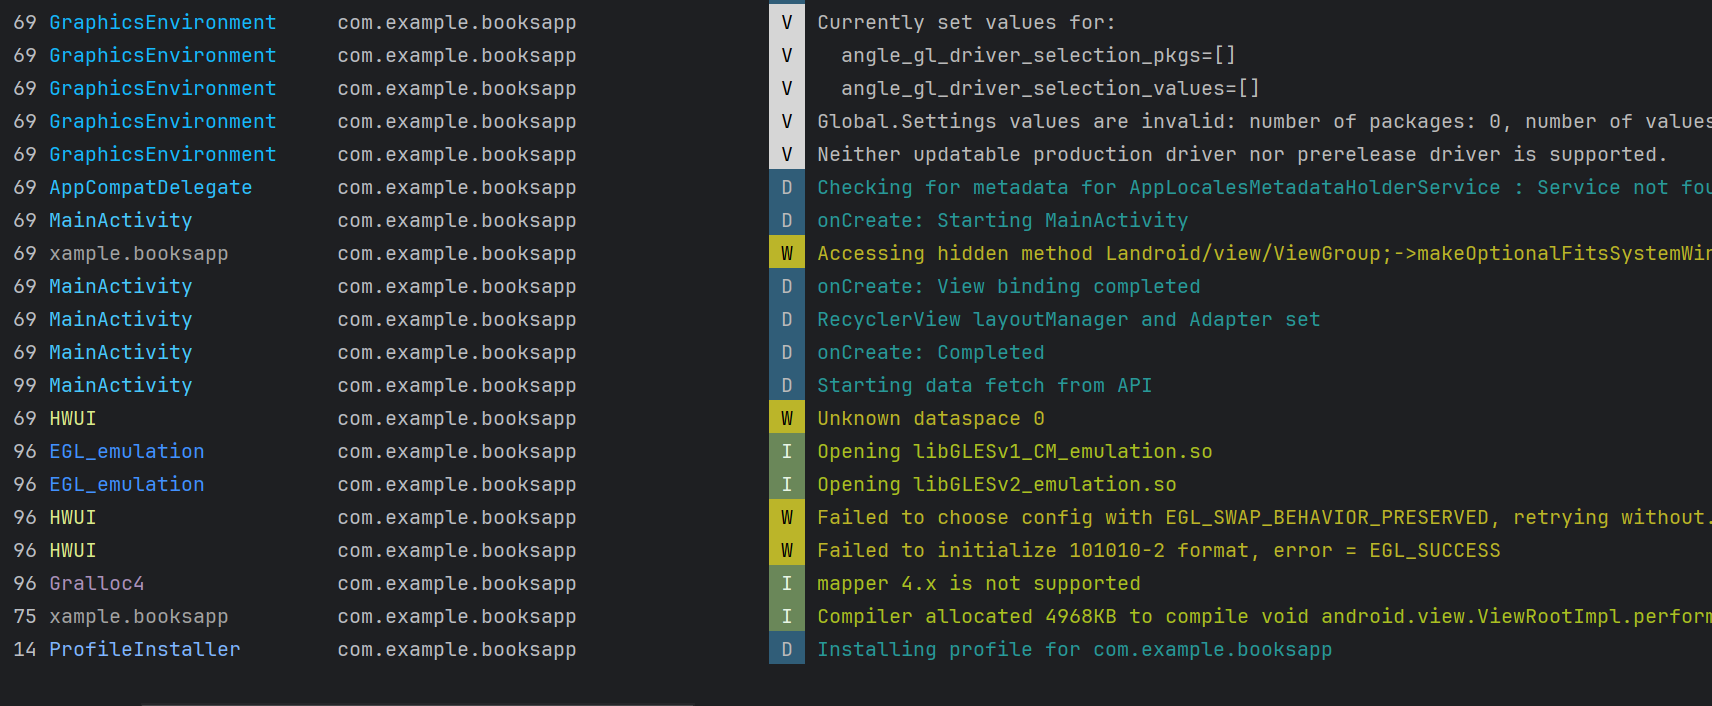 69 GraphicsEnvironment com.example.booksapp V Currently set values for:
69 GraphicsEnvironment com.example.booksapp V angle_gl_driver_selection_pkgs=[]
69 GraphicsEnvironment com.example.booksapp V angle_gl_driver_selection_values=[]
69 GraphicsEnvironment com.example.booksapp V Global.Settings values are invalid: number of packages: 0, number of values
69 GraphicsEnvironment com.example.booksapp V Neither updatable production driver nor prerelease driver is supported.
69 AppCompatDelegate com.example.booksapp D Checking for metadata for AppLocalesMetadataHolderService : Service not fou
69 MainActivity com.example.booksapp D onCreate: Starting MainActivity
69 xample.booksapp com.example.booksapp W Accessing hidden method Landroid/view/ViewGroup;->makeOptionalFitsSystemWin
69 MainActivity com.example.booksapp D onCreate: View binding completed
69 MainActivity com.example.booksapp D RecyclerView layoutManager and Adapter set
69 MainActivity com.example.booksapp D onCreate: Completed
99 MainActivity com.example.booksapp D Starting data fetch from API
69 HWUI com.example.booksapp W Unknown dataspace 0
96 EGL_emulation com.example.booksapp I Opening libGLESv1_CM_emulation.so
96 EGL_emulation com.example.booksapp I Opening libGLESv2_emulation.so
96 HWUI com.example.booksapp W Failed to choose config with EGL_SWAP_BEHAVIOR_PRESERVED, retrying without.
96 HWUI com.example.booksapp W Failed to initialize 101010-2 format, error = EGL_SUCCESS
96 Gralloc4 com.example.booksapp I mapper 4.x is not supported
75 xample.booksapp com.example.booksapp I Compiler allocated 4968KB to compile void android.view.ViewRootImpl.perform
14 ProfileInstaller com.example.booksapp D Installing profile for com.example.booksapp